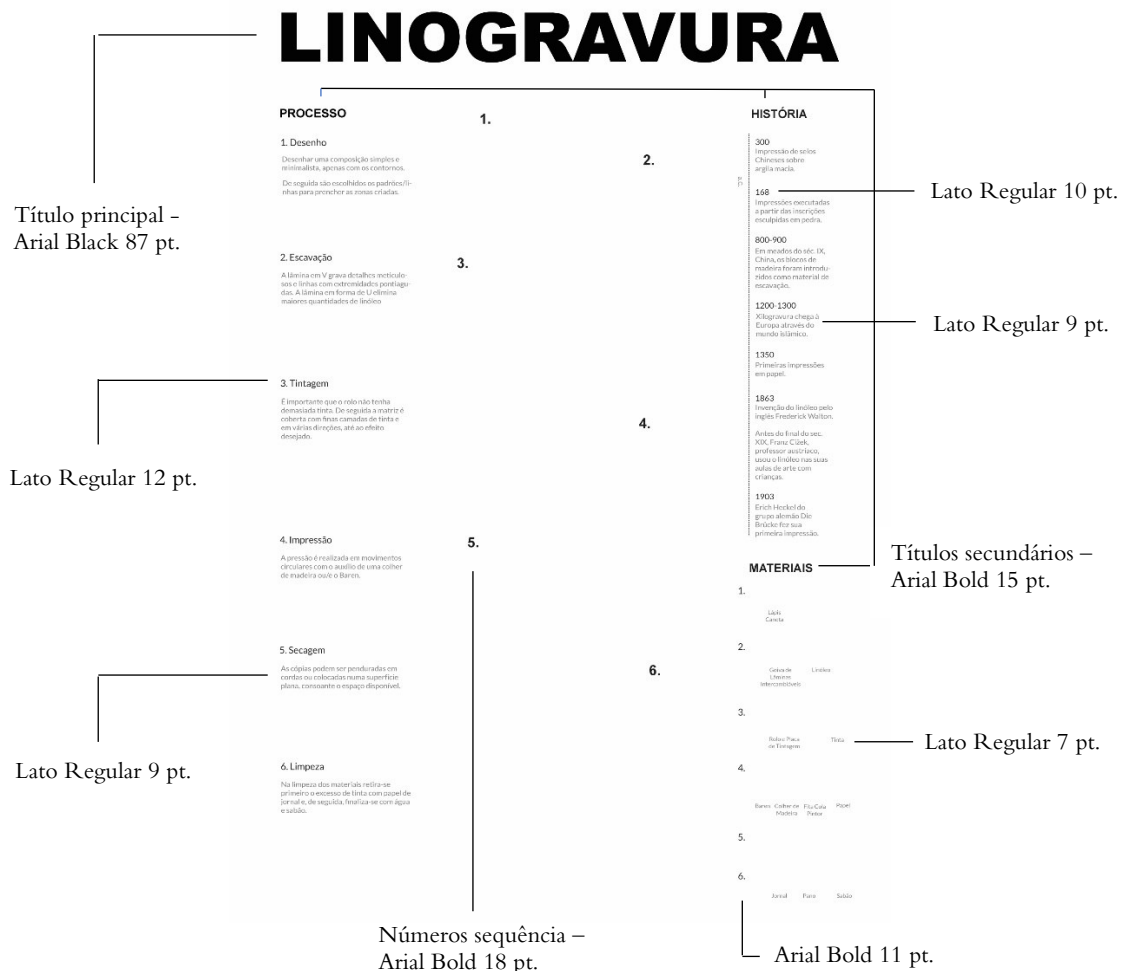 LINOGRAVURA
PROCESSO
1. Desenho
Desenhar uma composição simples e
minimalista, apenas com os contornos.
De seguida são escolhidos os padrões/li-
nhas para prencher as zonas criadas.
2. Escavação
A lâmina em V grava detalhes meticulo-
sos e linhas com extremidades pontiagu-
das. A lâmina em forma de U elimina
maiores quantidades de linóleo
3. Tintagem
É importante que o rolo não tenha
demasiada tinta. De seguida a matriz é
coberta com finas camadas de tinta e
em várias direções, até ao efeito
desejado.
4. Impressão
A pressão é realizada em movimentos
circulares com o auxílio de uma colher
de madeira ou/e o Baren.
5. Secagem
As cópias podem ser penduradas em
cordas ou colocadas numa superfície
plana, consoante o espaço disponível.
6. Limpeza
Na limpeza dos materiais retira-se
primeiro o excesso de tinta com papel de
jornal e, de seguida, finaliza-se com água
e sabão.
1.
2.
3.
4.
5.
6.
HISTÓRIA
300
Impressão de selos
Chineses sobre
argila macia.
168
Impressões executadas
a partir das inscrições
esculpidas em pedra.
800-900
Em meados do séc. IX,
China, os blocos de
madeira foram introdu-
zidos como material de
escavação.
1200-1300
Xilogravura chega à
Europa através do
mundo islâmico.
1350
Primeiras impressões
em papel.
1863
Invenção do linóleo pelo
inglês Frederick Walton.
Antes do final do sec.
XIX, Franz Cižek,
professor austríaco,
usou o linóleo nas suas
aulas de arte com
crianças.
1903
Erich Heckel do
grupo alemão Die
Brücke fez sua
primeira impressão.
MATERIAIS
1.
Lápis
Caneta
2.
Goiva de Linóleo
Lâminas
Intercambiáveis
3.
Rolo e Placa Tinta
de Tintagem
4.
Baren Colher de Fita Cola Papel
Madeira Pintor
5.
6.
Jornal Pano Sabão
Título principal -
Arial Black 87 pt.
Lato Regular 12 pt.
Lato Regular 9 pt.
Números sequência –
Arial Bold 18 pt.
Lato Regular 10 pt.
Lato Regular 9 pt.
Títulos secundários –
Arial Bold 15 pt.
Lato Regular 7 pt.
Arial Bold 11 pt.